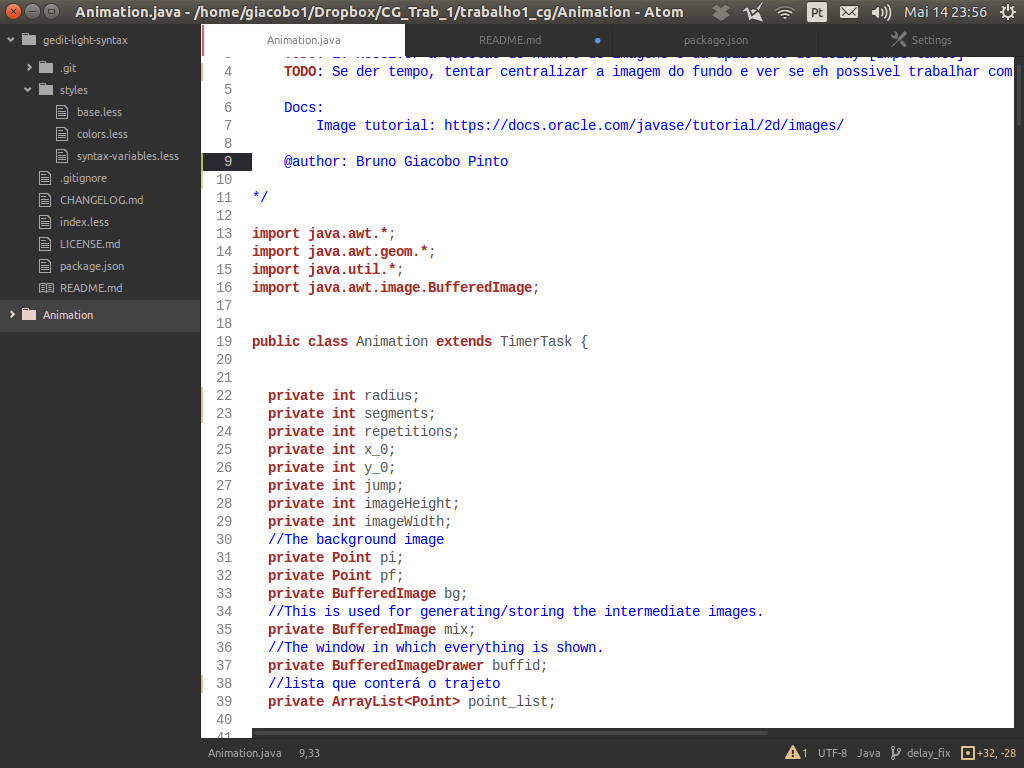 Animation.java - /home/giacobo1/Dropbox/CG_Trab_1/trabalho1_cg/Animation - Atom
Pt
Mai 14 23:56
gedit-light-syntax
.git
styles
base.less
colors.less
syntax-variables.less
.gitignore
CHANGELOG.md
index.less
LICENSE.md
package.json
README.md
Animation
Animation.java
README.md
package.json
Settings
4 TODO: Se der tempo, tentar centralizar a imagem do fundo e ver se eh possivel trabalhar com
5
6 Docs:
7 Image tutorial: https://docs.oracle.com/javase/tutorial/2d/images/
8
9 @author: Bruno Giacobo Pinto
10
11 */
12
13 import java.awt.*;
14 import java.awt.geom.*;
15 import java.util.*;
16 import java.awt.image.BufferedImage;
17
18
19 public class Animation extends TimerTask {
20
21
22 private int radius;
23 private int segments;
24 private int repetitions;
25 private int x_0;
26 private int y_0;
27 private int jump;
28 private int imageHeight;
29 private int imageWidth;
30 //The background image
31 private Point pi;
32 private Point pf;
33 private BufferedImage bg;
34 //This is used for generating/storing the intermediate images.
35 private BufferedImage mix;
36 //The window in which everything is shown.
37 private BufferedImageDrawer buffid;
38 //lista que conterá o trajeto
39 private ArrayList<Point> point_list;
40
41
Animation.java 9,33
1 UTF-8 Java delay_fix +32, -28